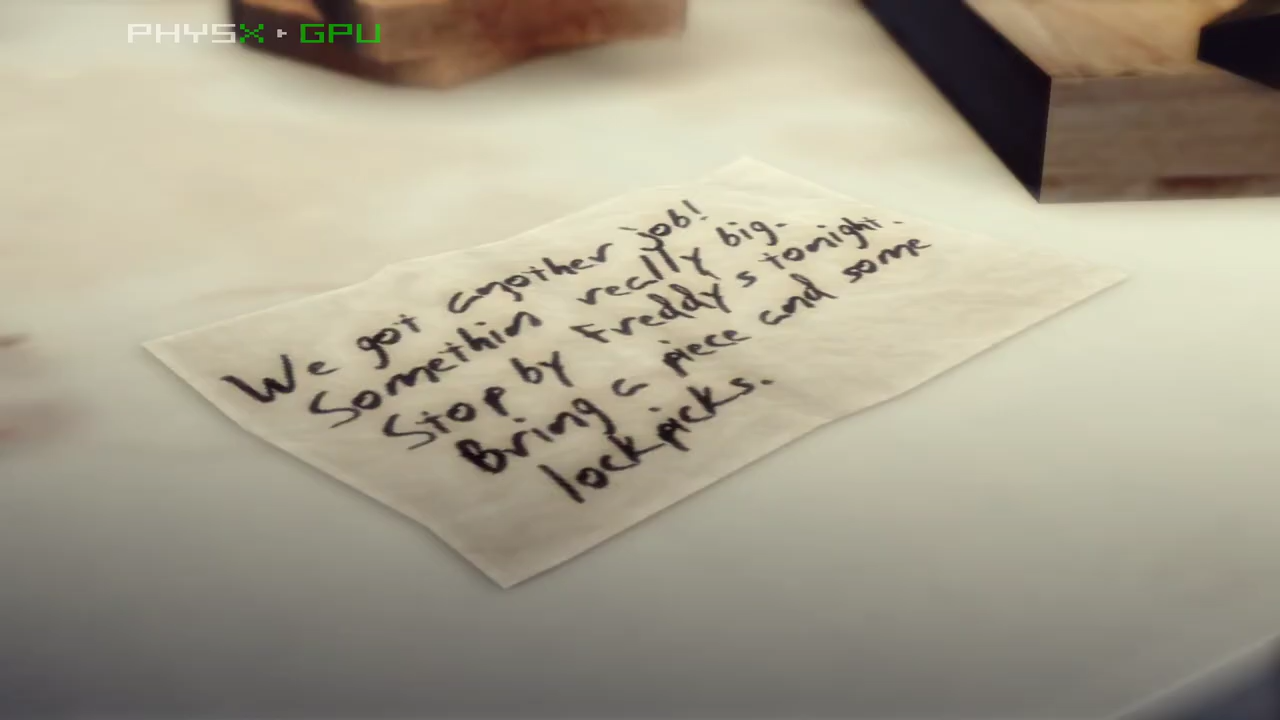 PHYSX ▸ GPU
We got another job!
Somethin really big.
Stop by Freddy's tonight.
Bring a piece and some
lockpicks.